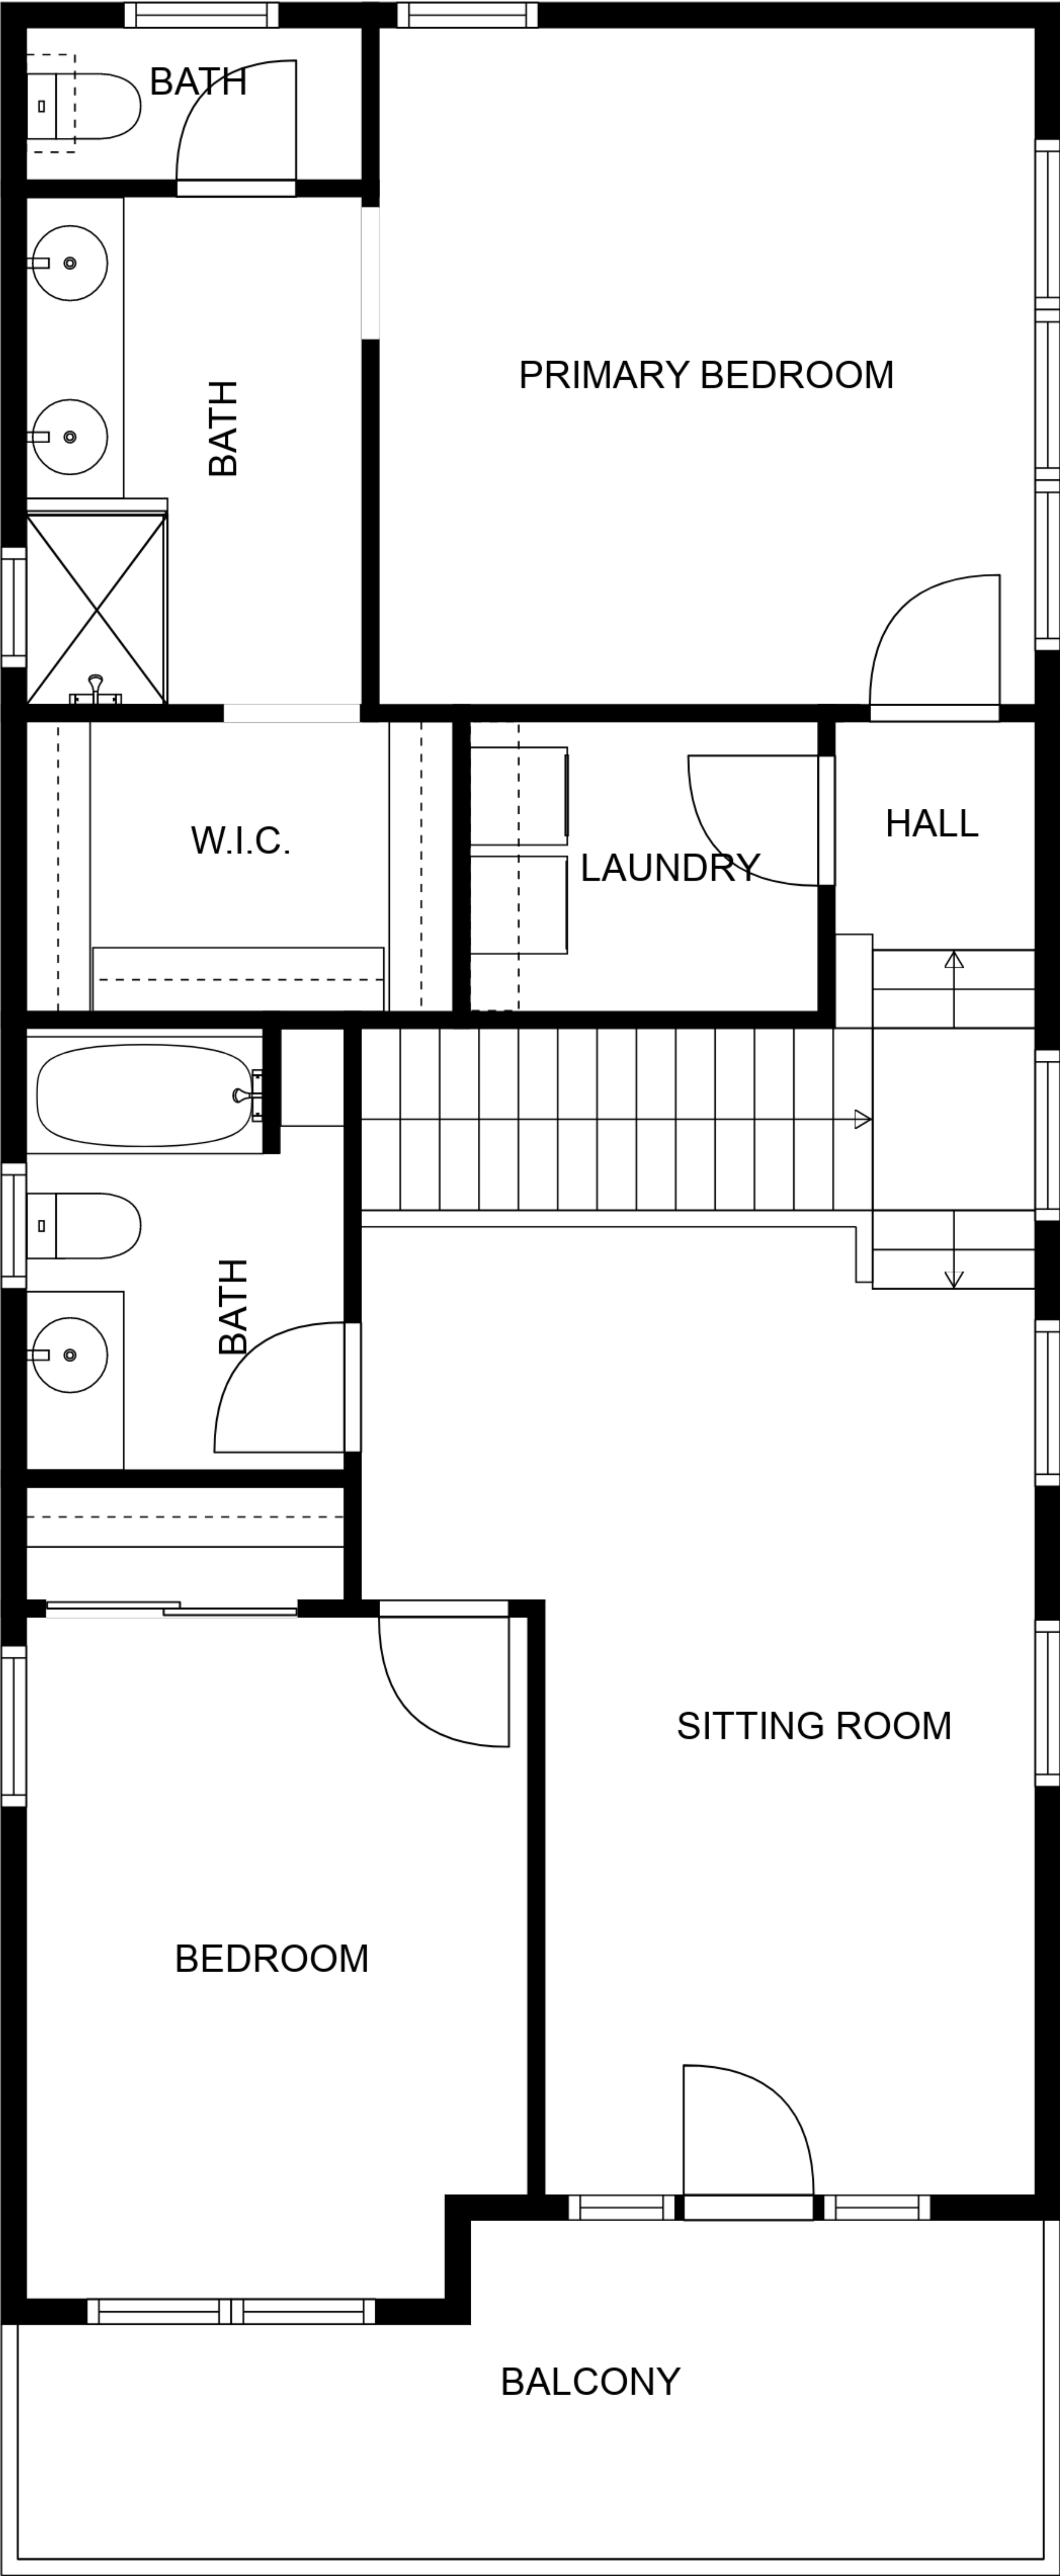 BATH
PRIMARY BEDROOM
BATH
HALL
W.I.C.
LAUNDRY
BATH
SITTING ROOM
BEDROOM
BALCONY